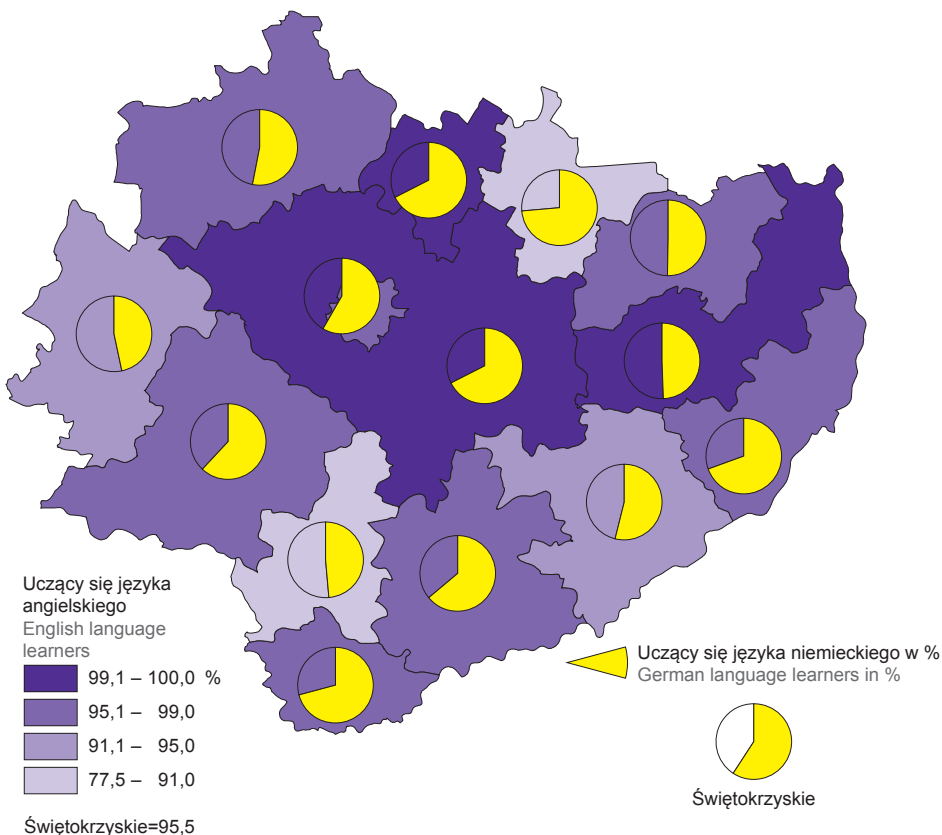 Uczący się języka
angielskiego
English language
learners
99,1 – 100,0 %
95,1 – 99,0
91,1 – 95,0
77,5 – 91,0
Świętokrzyskie=95,5
Uczący się języka niemieckiego w %
German language learners in %
Świętokrzyskie